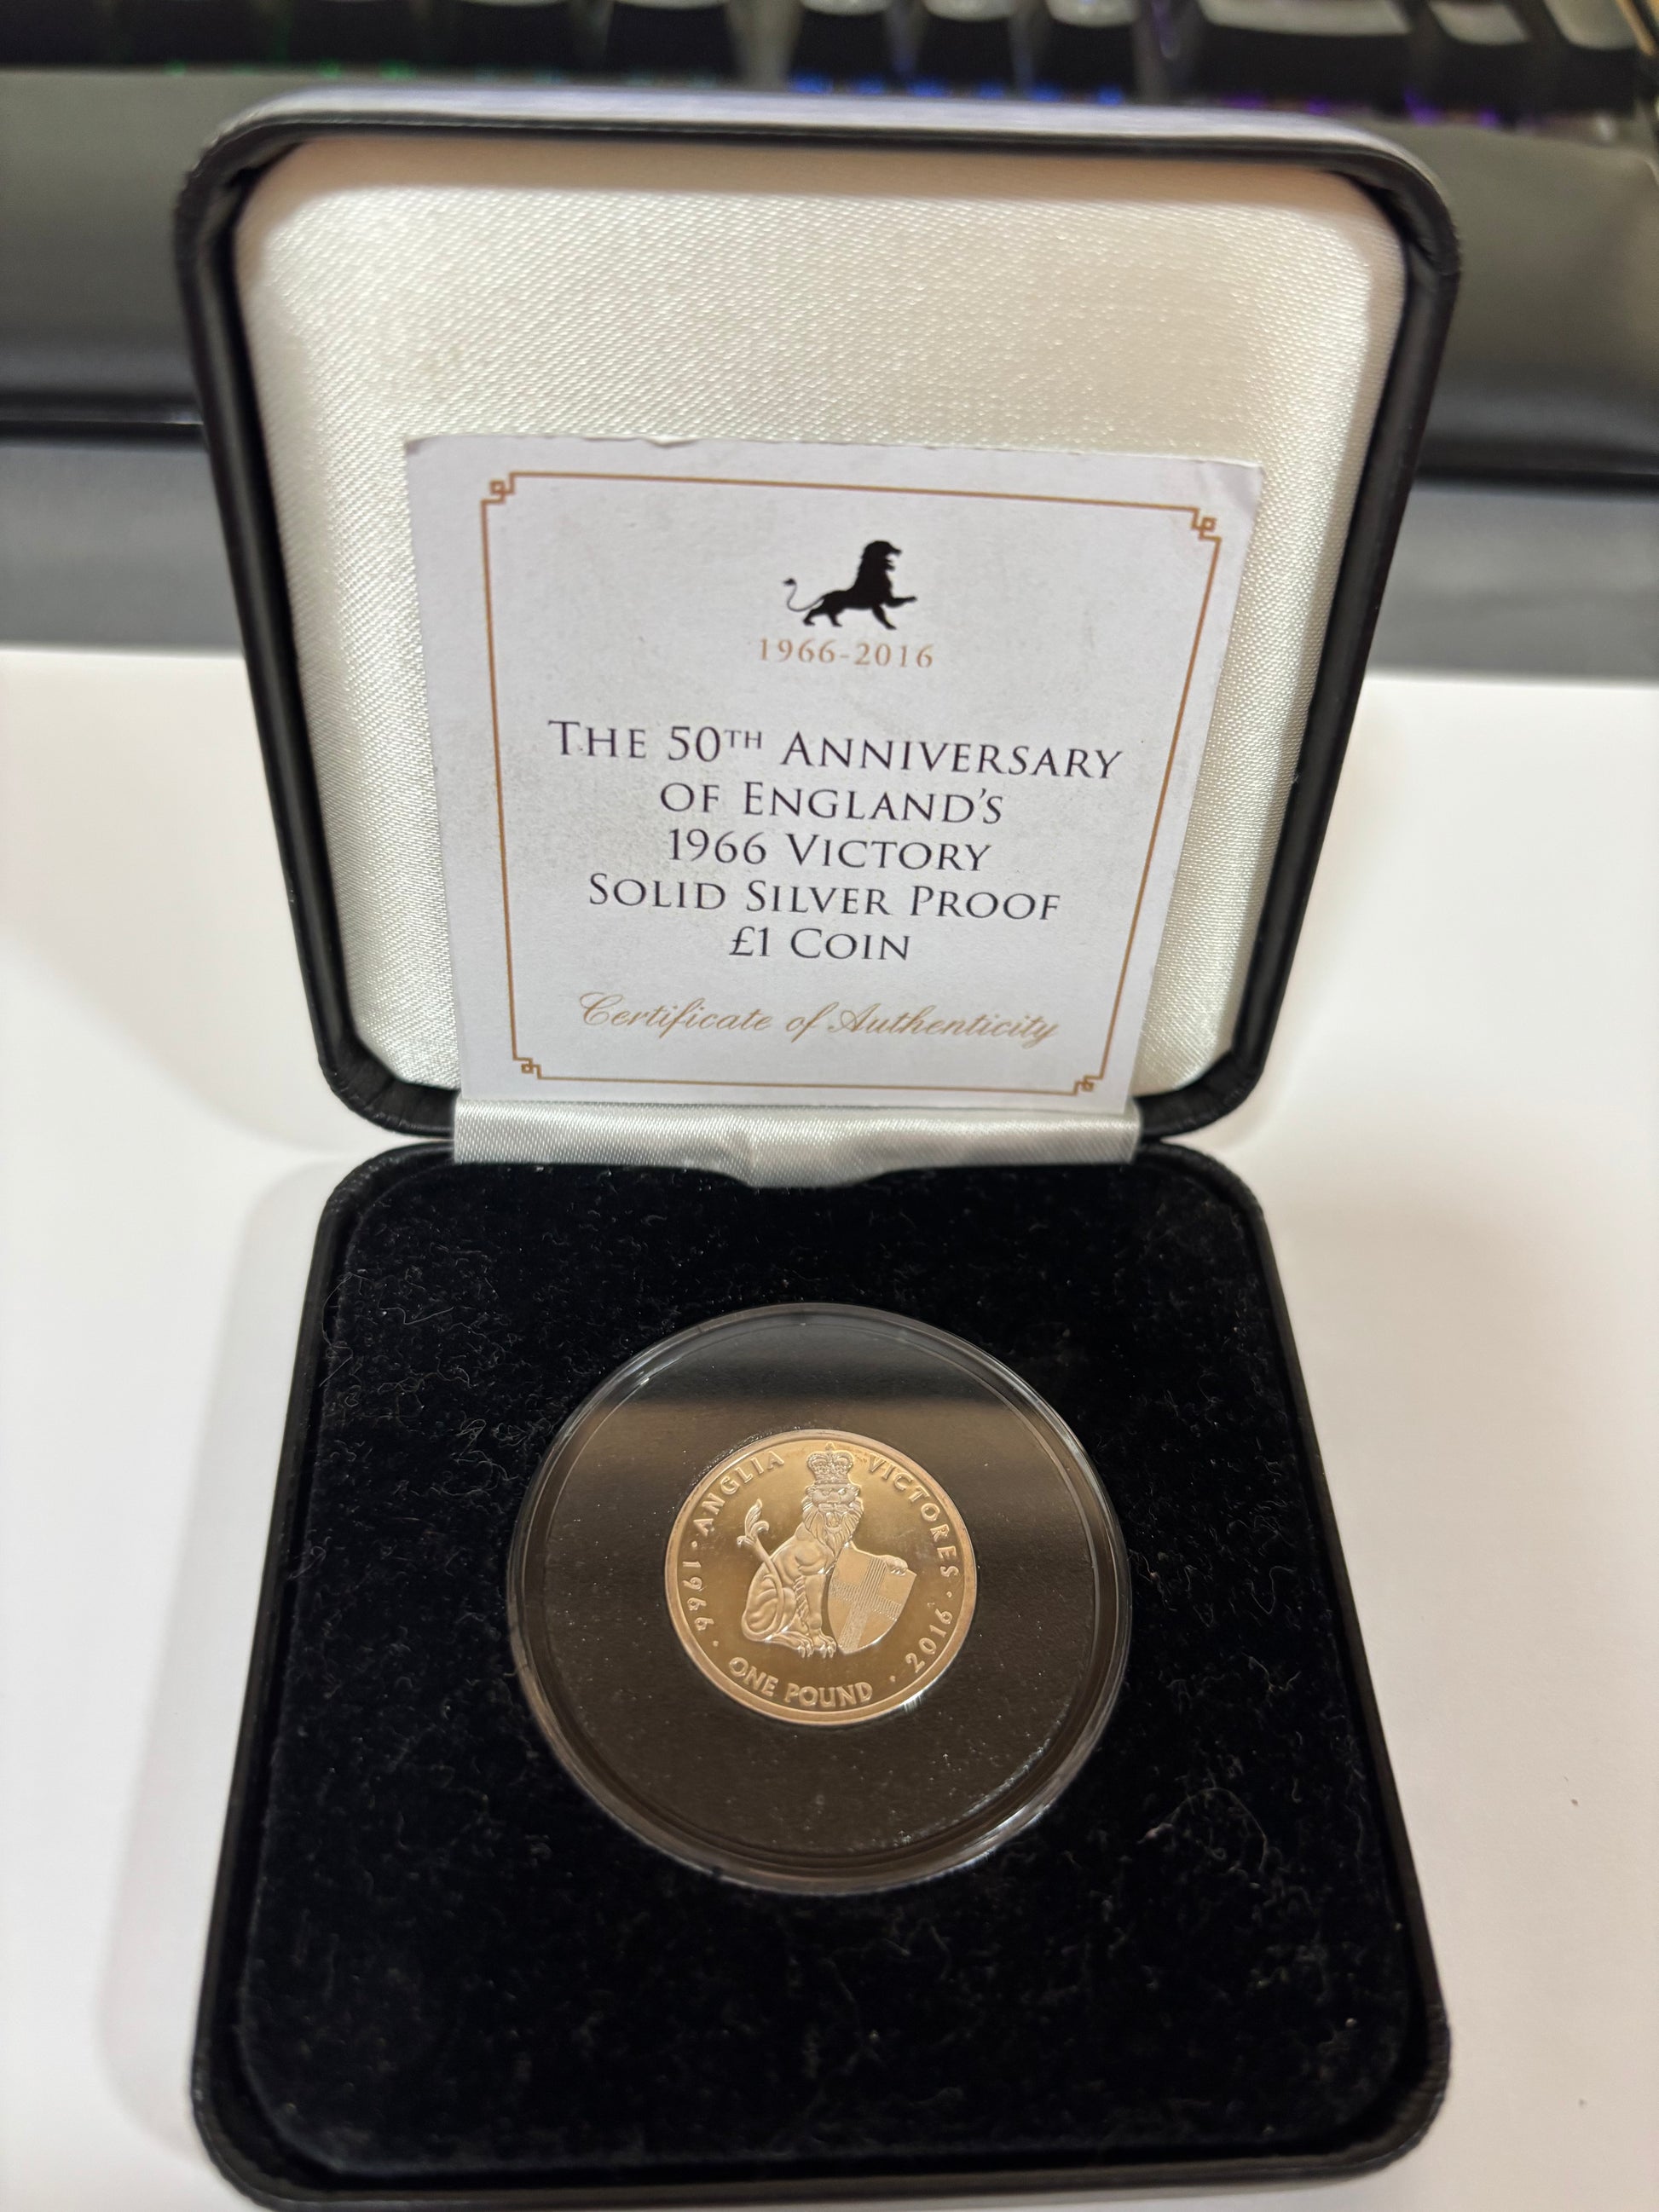 1966-2016
THE 50TH ANNIVERSARY
OF ENGLAND'S
1966 VICTORY
SOLID SILVER PROOF
£1 COIN
Certificate of Authenticity
1966 · ANGLIA VICTORES · 2016 ·
ONE POUND